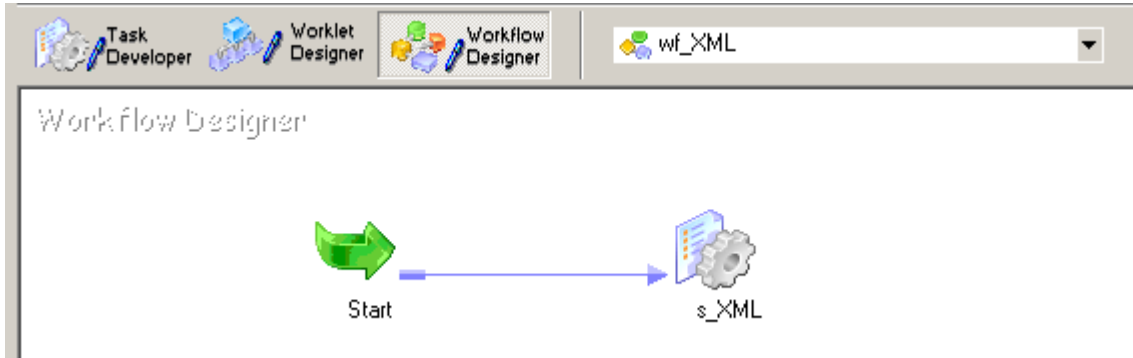 Task
Developer
Worklet
Designer
Workflow
Designer
wf_XML
Workflow Designer
Start
s_XML